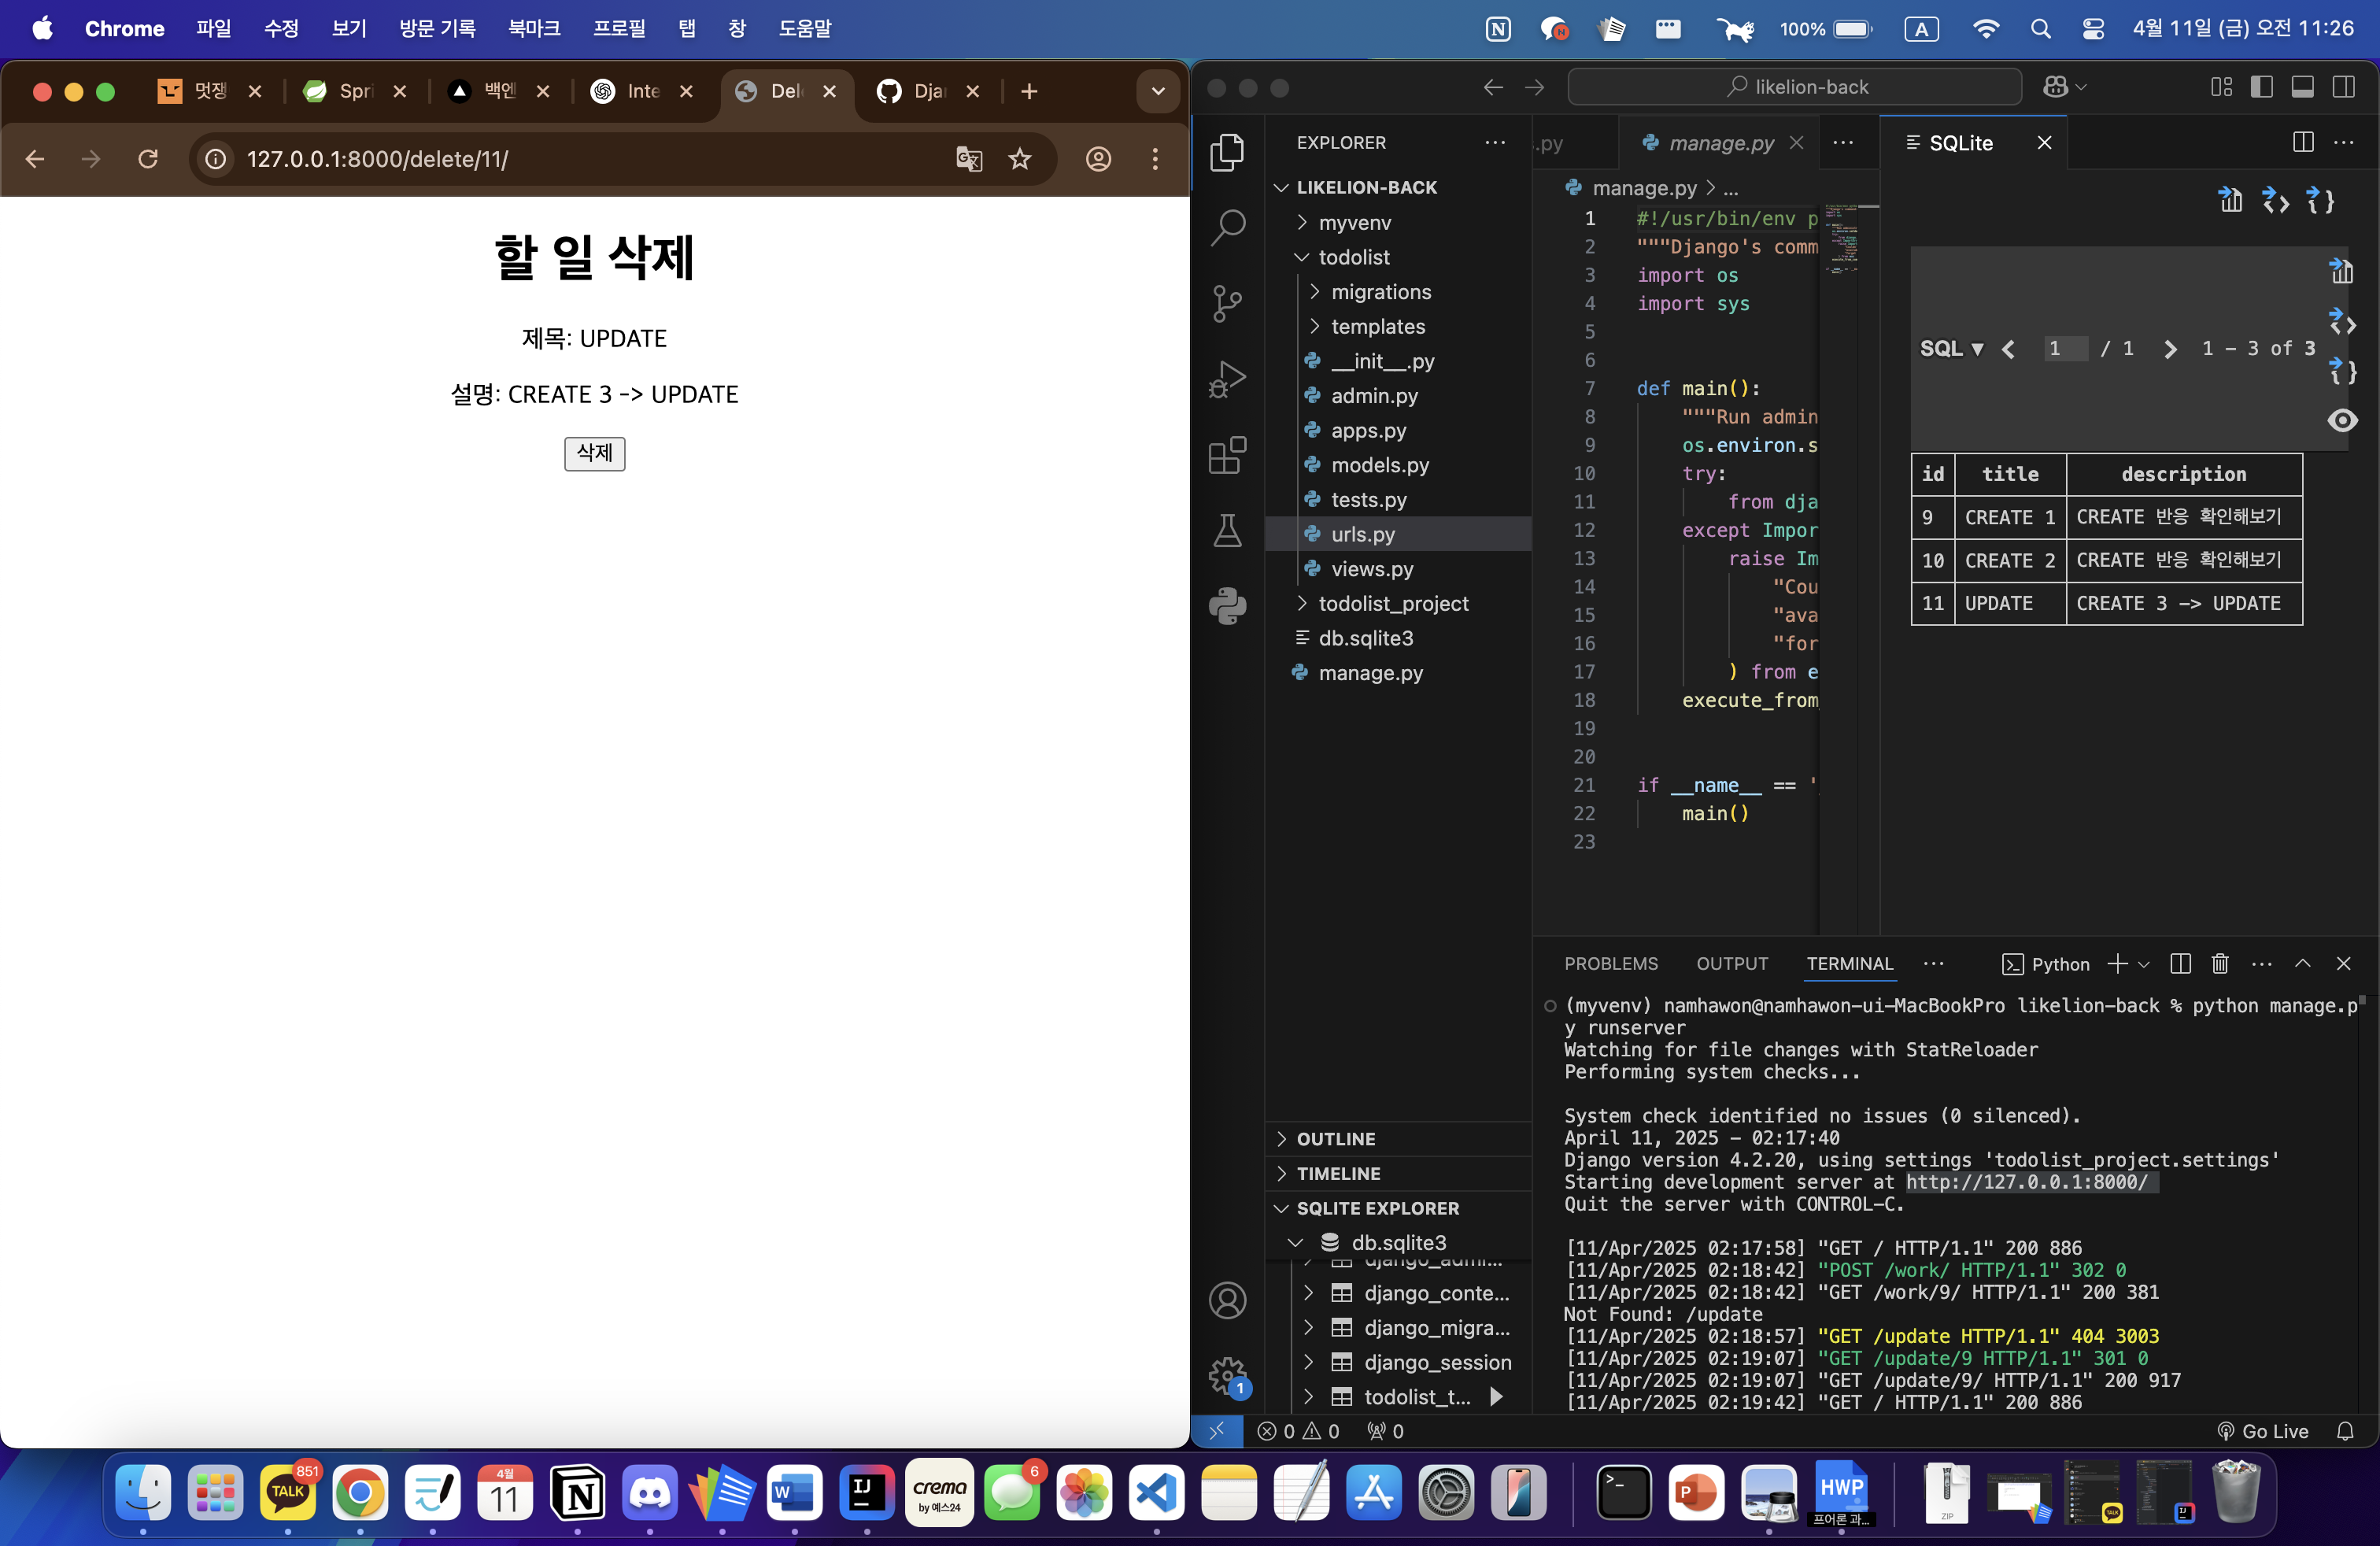 Chrome 파일 수정 보기 방문 기록 북마크 프로필 탭 창 도움말
100% A 4월 11일 (금) 오전 11:26
멋쟁 Spri 백엔 Inte Del Djar
127.0.0.1:8000/delete/11/
할 일 삭제
제목: UPDATE
설명: CREATE 3 -> UPDATE
삭제
likelion-back
EXPLORER
LIKELION-BACK
myvenv
todolist
migrations
templates
__init__.py
admin.py
apps.py
models.py
tests.py
urls.py
views.py
todolist_project
db.sqlite3
manage.py
OUTLINE
TIMELINE
SQLITE EXPLORER
db.sqlite3
django_admi...
django_conte...
django_migra...
django_session
todolist_t...
.py manage.py
manage.py > ...
1 #!/usr/bin/env p
2 """Django's comm
3 import os
4 import sys
5
6
7 def main():
8 """Run admin
9 os.environ.s
10 try:
11 from dja
12 except Impor
13 raise Im
14 "Cou
15 "ava
16 "for
17 ) from e
18 execute_from_
19
20
21 if __name__ == '
22 main()
23
SQLite
SQL ▼ < 1 / 1 > 1 - 3 of 3
id title description
9 CREATE 1 CREATE 반응 확인해보기
10 CREATE 2 CREATE 반응 확인해보기
11 UPDATE CREATE 3 -> UPDATE
PROBLEMS OUTPUT TERMINAL ... Python
(myvenv) namhawon@namhawon-ui-MacBookPro likelion-back % python manage.p
y runserver
Watching for file changes with StatReloader
Performing system checks...
System check identified no issues (0 silenced).
April 11, 2025 - 02:17:40
Django version 4.2.20, using settings 'todolist_project.settings'
Starting development server at http://127.0.0.1:8000/
Quit the server with CONTROL-C.
[11/Apr/2025 02:17:58] "GET / HTTP/1.1" 200 886
[11/Apr/2025 02:18:42] "POST /work/ HTTP/1.1" 302 0
[11/Apr/2025 02:18:42] "GET /work/9/ HTTP/1.1" 200 381
Not Found: /update
[11/Apr/2025 02:18:57] "GET /update HTTP/1.1" 404 3003
[11/Apr/2025 02:19:07] "GET /update/9 HTTP/1.1" 301 0
[11/Apr/2025 02:19:07] "GET /update/9/ HTTP/1.1" 200 917
[11/Apr/2025 02:19:42] "GET / HTTP/1.1" 200 886
1
0 0 0 Go Live
851 TALK
4월 11
W
IJ
crema
by 예스24
6
P
HWP
프어론 과...
ZIP